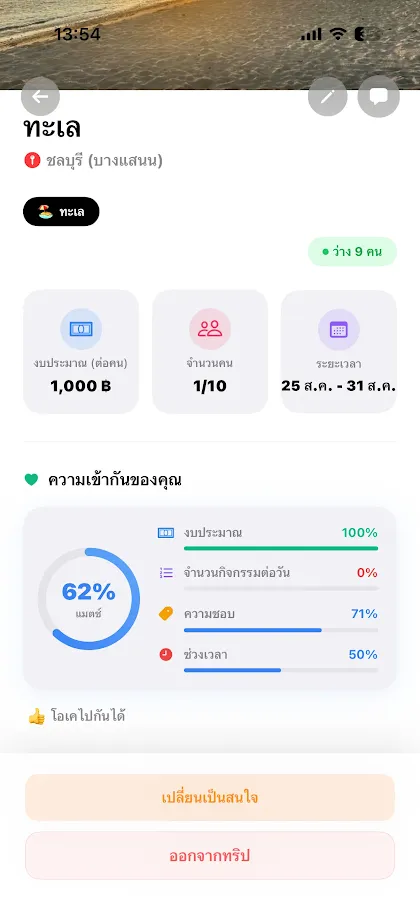 13:54
ทะเล
ชลบุรี (บางแสนน)
🏖️ ทะเล
ว่าง 9 คน
งบประมาณ (ต่อคน)
1,000 ฿
จำนวนคน
1/10
ระยะเวลา
25 ส.ค. - 31 ส.ค.
ความเข้ากันของคุณ
62%
แมตช์
งบประมาณ 100%
จำนวนกิจกรรมต่อวัน 0%
ความชอบ 71%
ช่วงเวลา 50%
👍 โอเคไปกันได้
เปลี่ยนเป็นสนใจ
ออกจากทริป